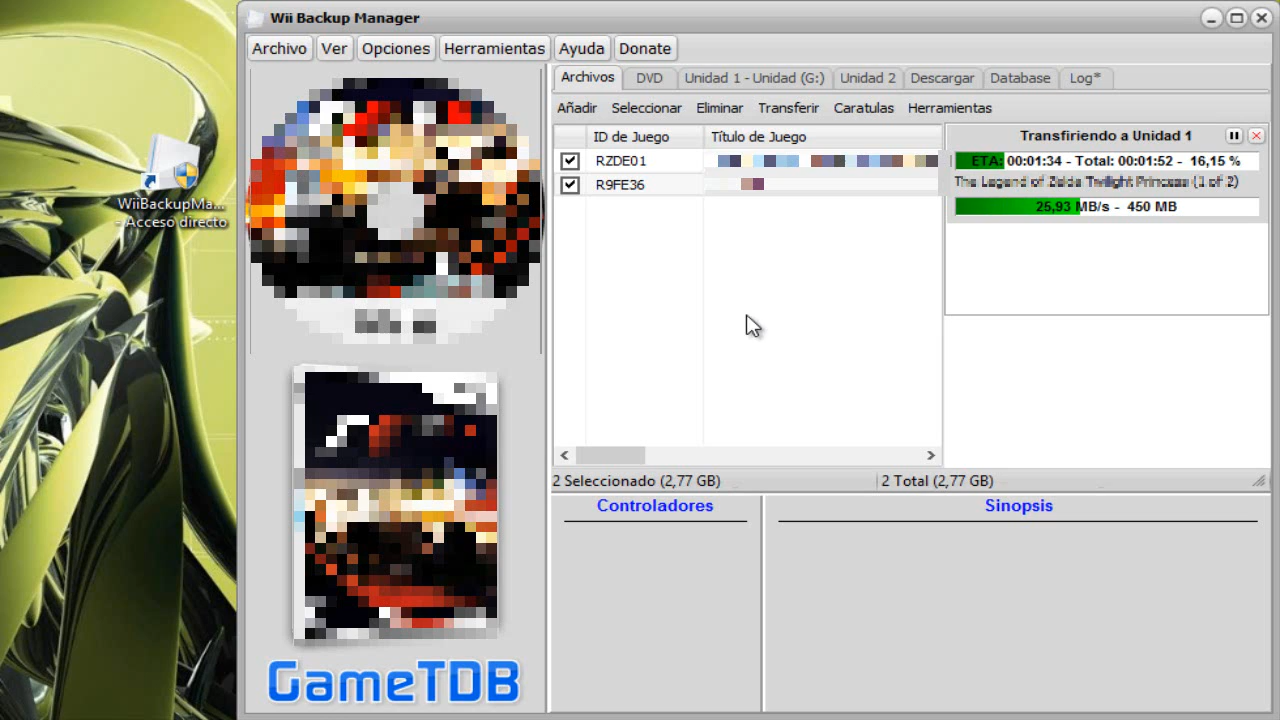 Wii Backup Manager
Archivo Ver Opciones Herramientas Ayuda Donate
Archivos DVD Unidad 1 - Unidad (G:) Unidad 2 Descargar Database Log*
Añadir Seleccionar Eliminar Transferir Caratulas Herramientas
ID de Juego Título de Juego
RZDE01
R9FE36
Transfiriendo a Unidad 1
ETA: 00:01:34 - Total: 00:01:52 - 16,15 %
The Legend of Zelda Twilight Princess (1 of 2)
25,93 MB/s - 450 MB
WiiBackupMa...
- Acceso directo
2 Seleccionado (2,77 GB) 2 Total (2,77 GB)
Controladores Sinopsis
GameTDB